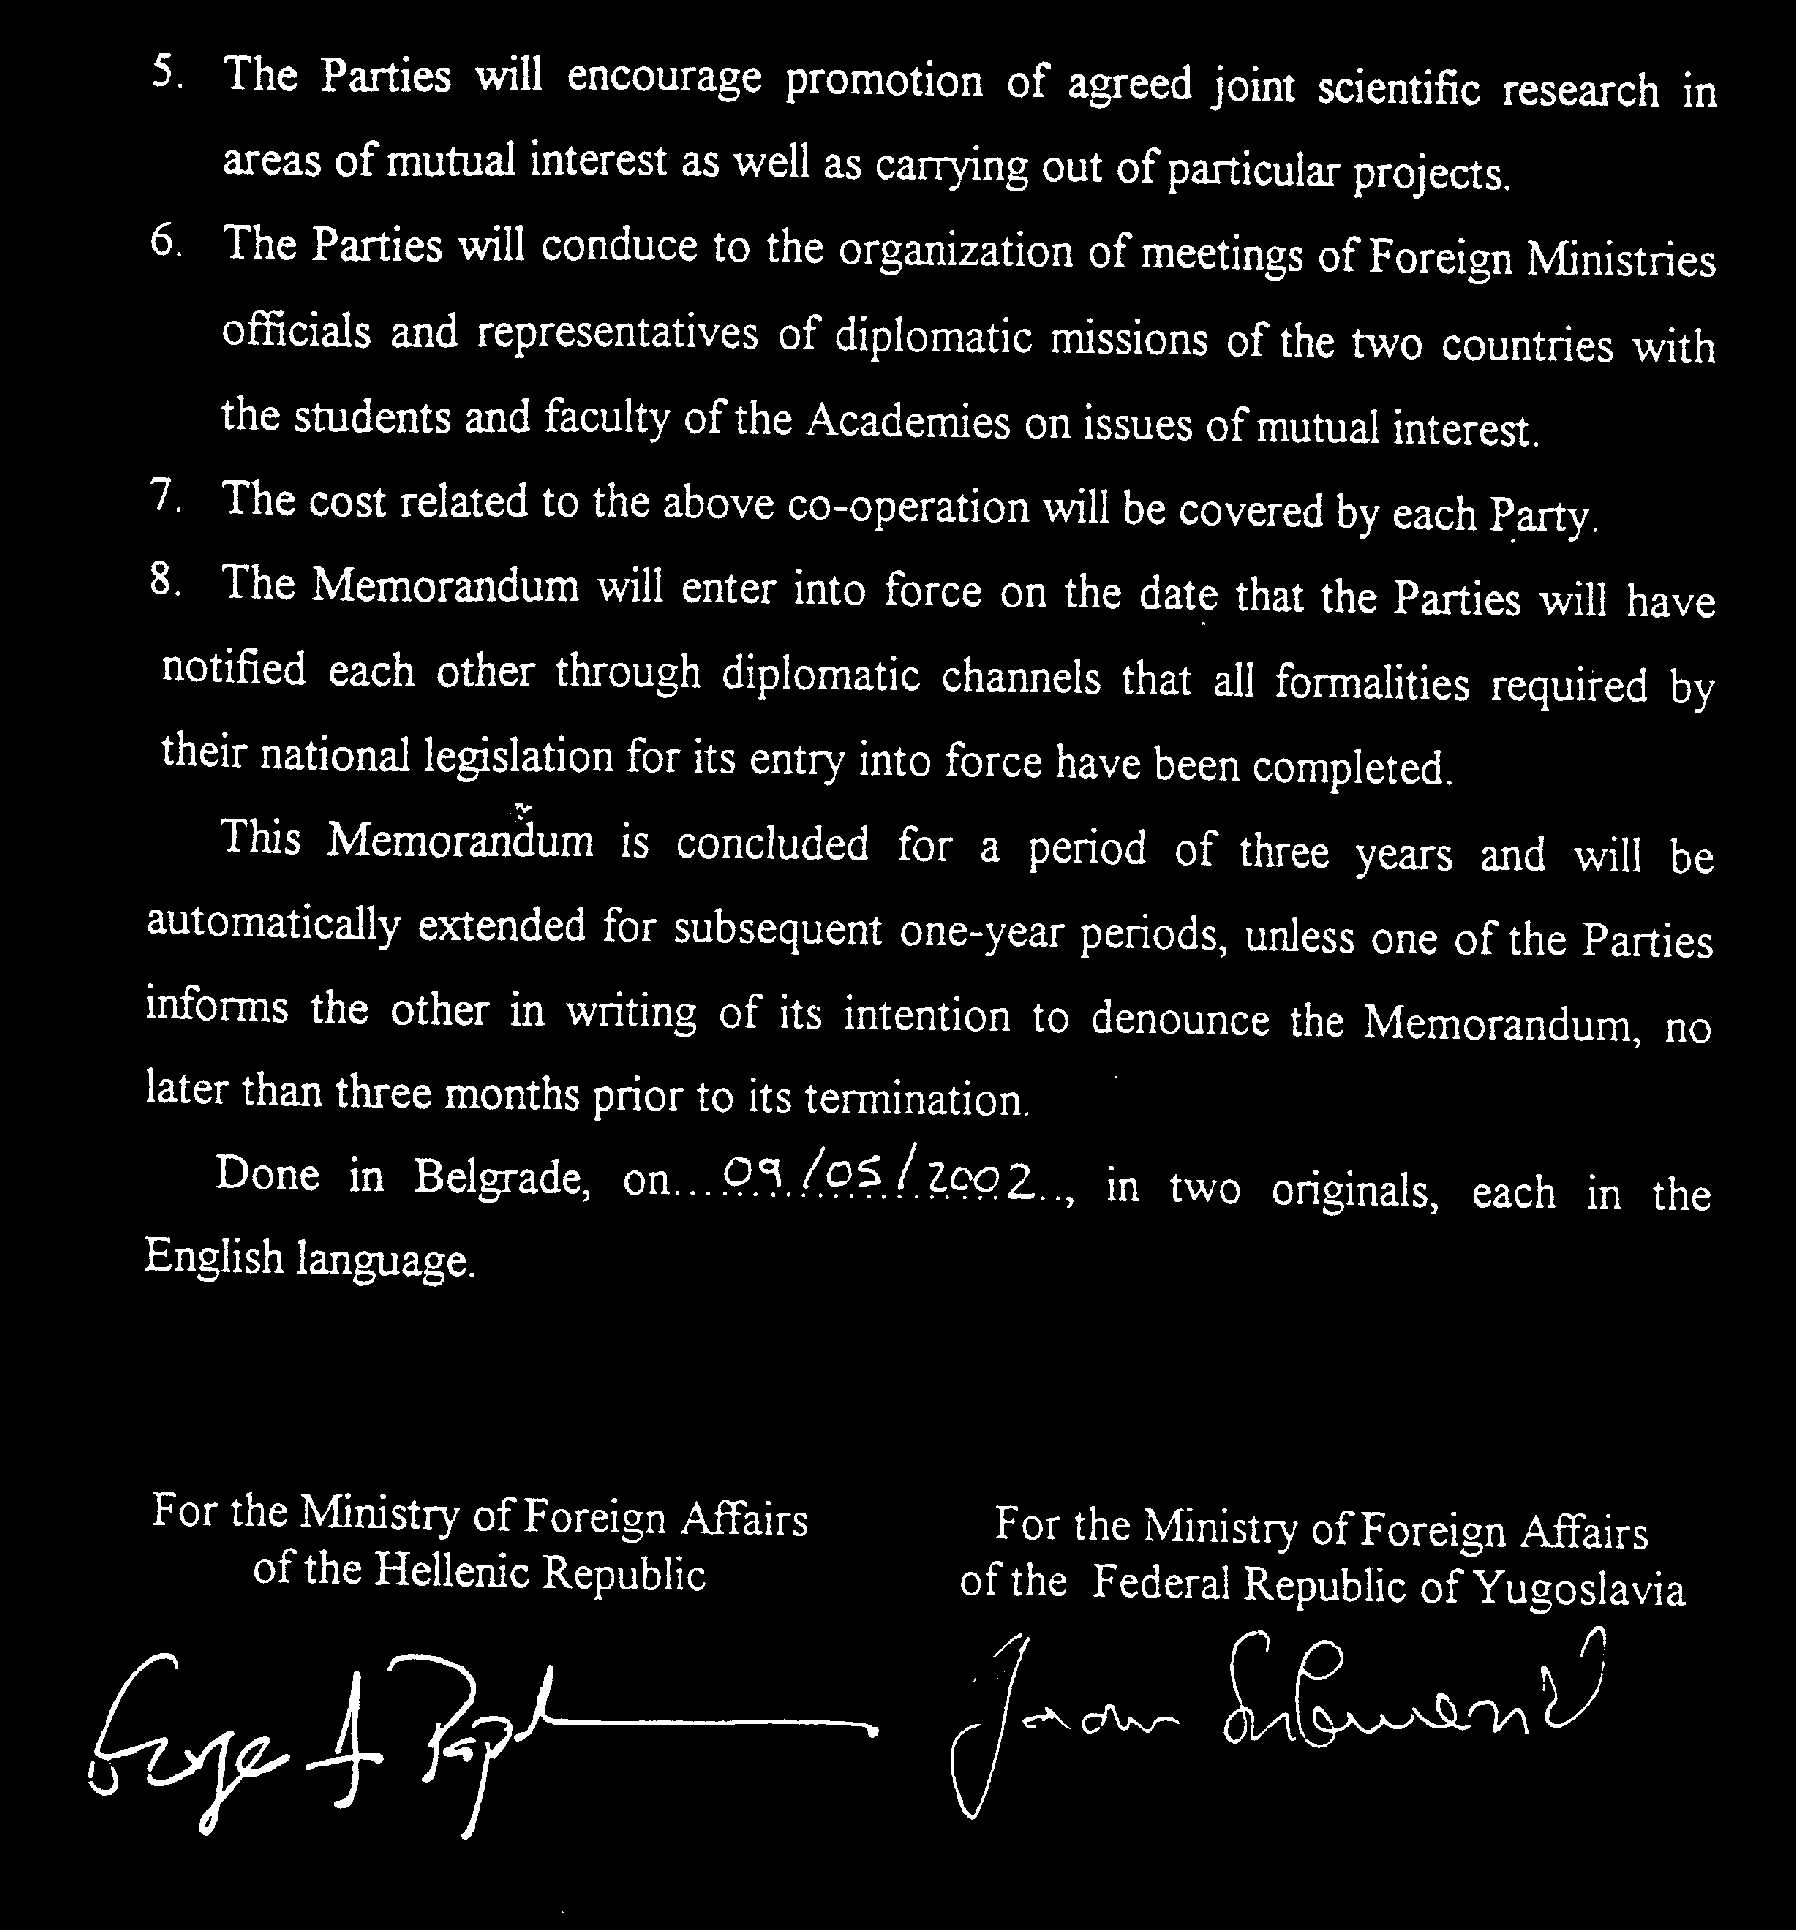 5. The Parties will encourage promotion of agreed joint scientific research in
areas of mutual interest as well as carrying out of particular projects.
6. The Parties will conduce to the organization of meetings of Foreign Ministries
officials and representatives of diplomatic missions of the two countries with
the students and faculty of the Academies on issues of mutual interest.
7. The cost related to the above co-operation will be covered by each Party.
8. The Memorandum will enter into force on the date that the Parties will have
notified each other through diplomatic channels that all formalities required by
their national legislation for its entry into force have been completed.
This Memorandum is concluded for a period of three years and will be
automatically extended for subsequent one-year periods, unless one of the Parties
informs the other in writing of its intention to denounce the Memorandum, no
later than three months prior to its termination.
Done in Belgrade, on... 09/05/2002.., in two originals, each in the
English language.
For the Ministry of Foreign Affairs
of the Hellenic Republic
For the Ministry of Foreign Affairs
of the Federal Republic of Yugoslavia
George A